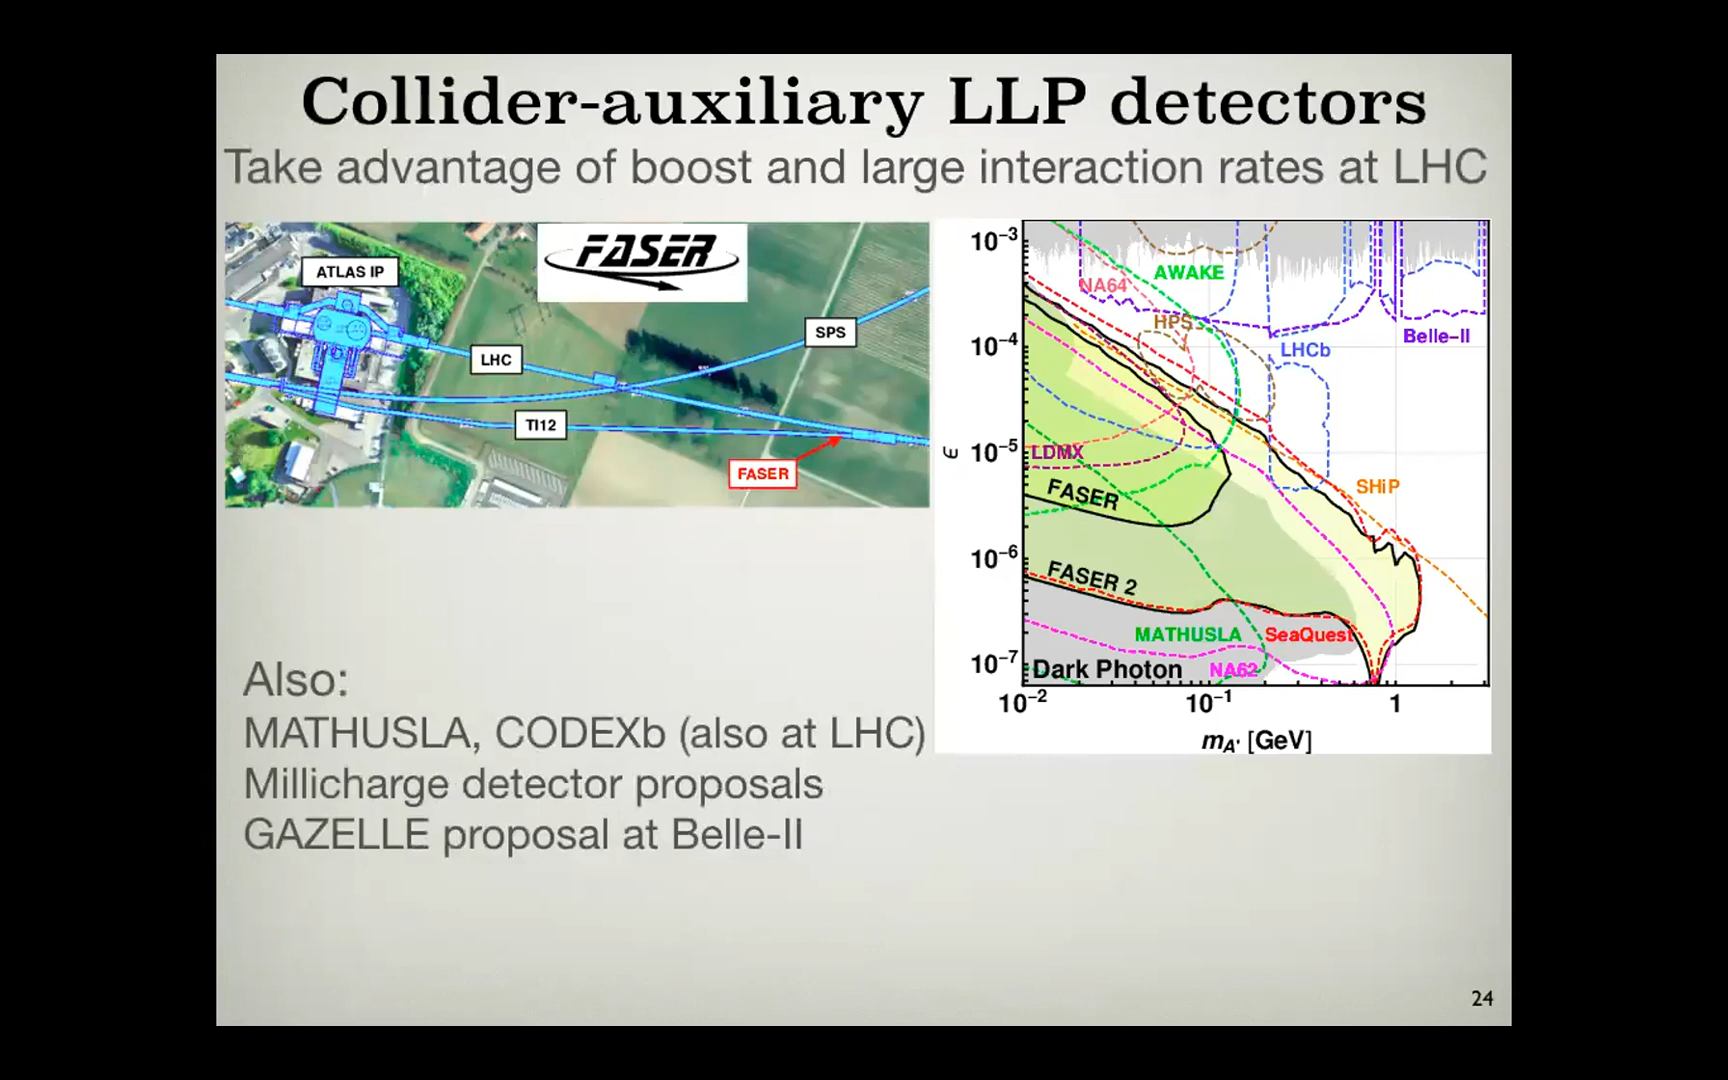 Collider-auxiliary LLP detectors
Take advantage of boost and large interaction rates at LHC
FASER
ATLAS IP
SPS
LHC
TI12
FASER
10⁻³
10⁻⁴
10⁻⁵
10⁻⁶
10⁻⁷
ϵ
AWAKE
NA64
HPS
Belle-II
LHCb
LDMX
SHiP
FASER
FASER 2
MATHUSLA
SeaQuest
Dark Photon
NA62
10⁻²
10⁻¹
1
mA' [GeV]
Also:
MATHUSLA, CODEXb (also at LHC)
Millicharge detector proposals
GAZELLE proposal at Belle-II
24